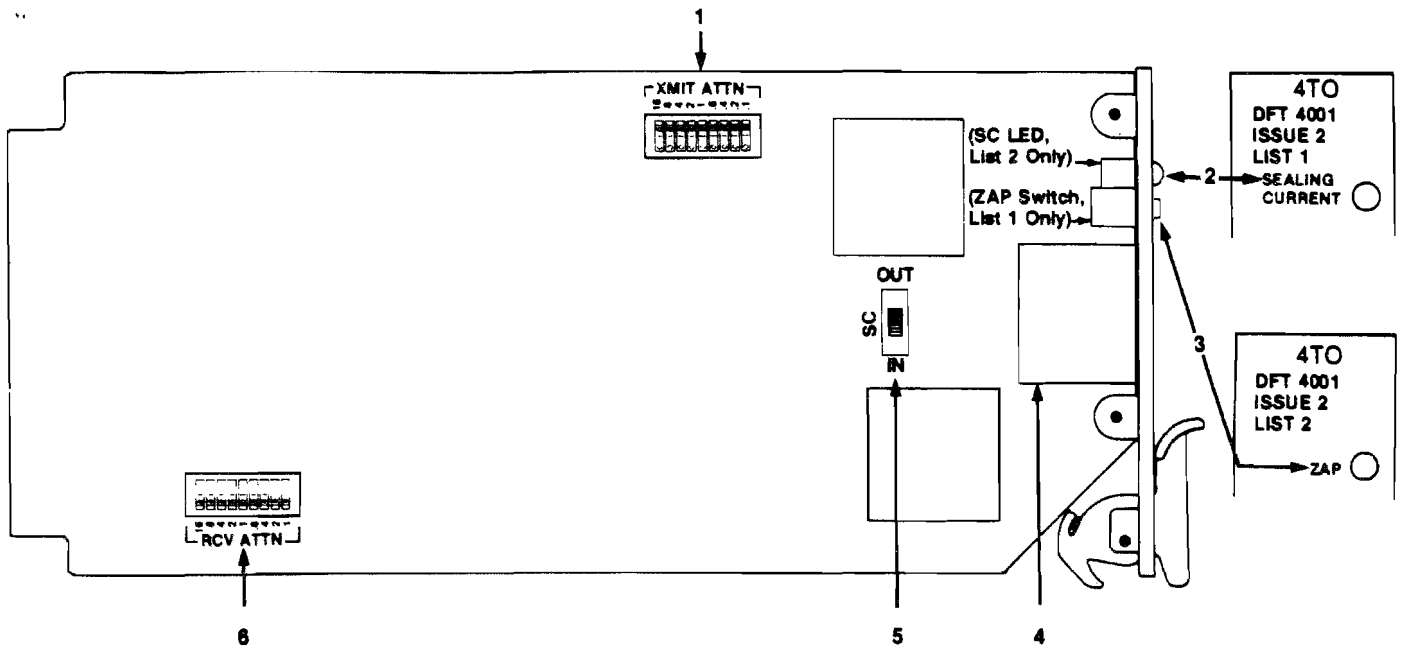 1
XMIT ATTN
(SC LED,
List 2 Only)
(ZAP Switch,
List 1 Only)
4TO
DFT 4001
ISSUE 2
LIST 1
SEALING
CURRENT
2
OUT
SC
IN
3
4TO
DFT 4001
ISSUE 2
LIST 2
ZAP
RCV ATTN
6
5
4